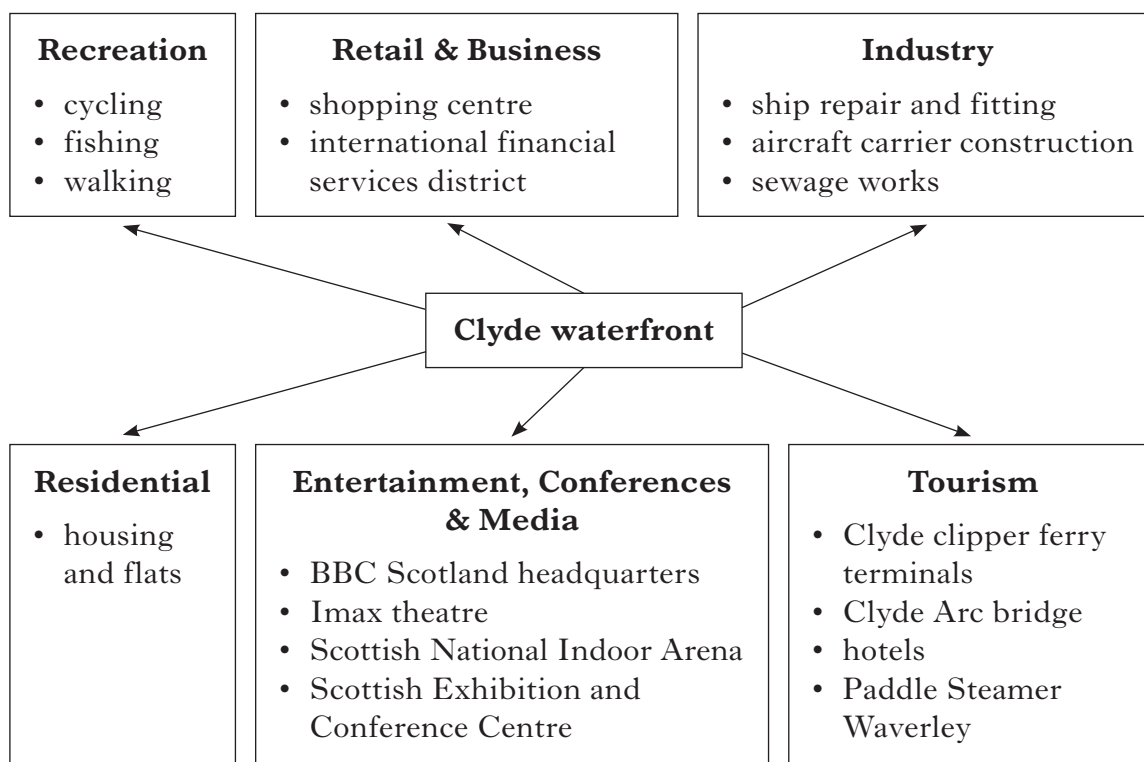 Recreation
• cycling
• fishing
• walking
Retail & Business
• shopping centre
• international financial
services district
Industry
• ship repair and fitting
• aircraft carrier construction
• sewage works
Clyde waterfront
Residential
• housing
and flats
Entertainment, Conferences
& Media
• BBC Scotland headquarters
• Imax theatre
• Scottish National Indoor Arena
• Scottish Exhibition and
Conference Centre
Tourism
• Clyde clipper ferry
terminals
• Clyde Arc bridge
• hotels
• Paddle Steamer
Waverley